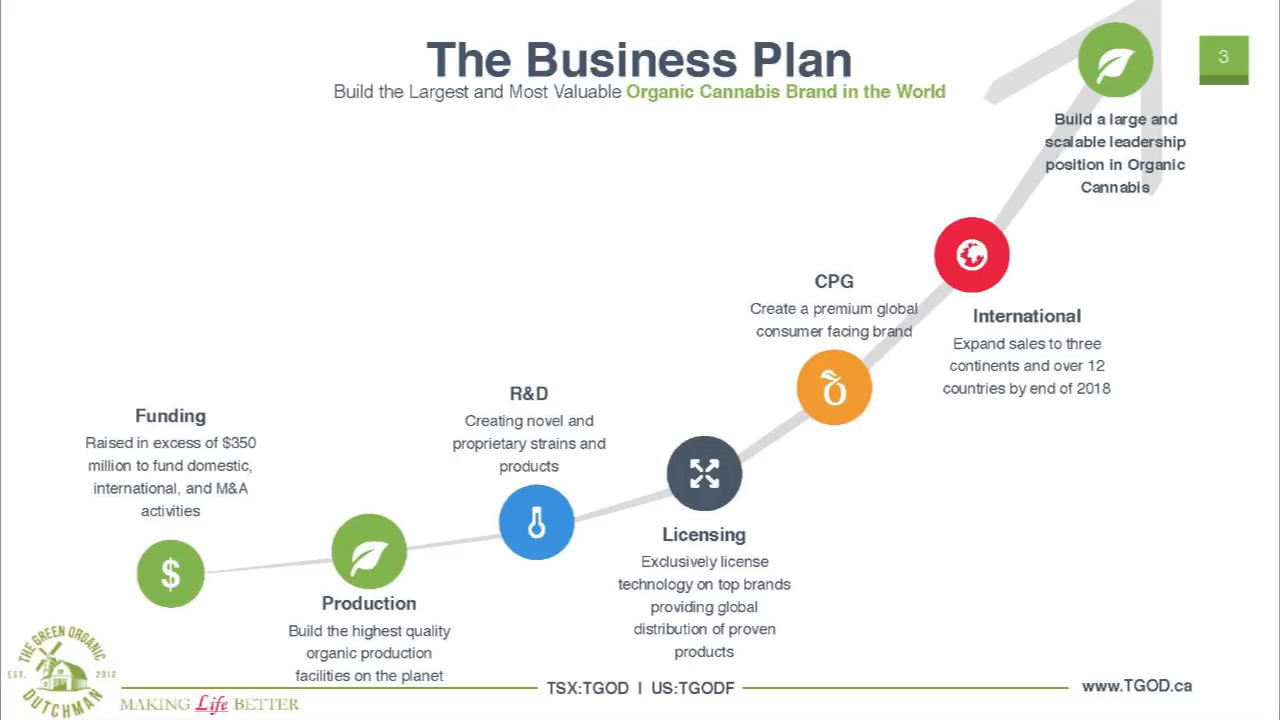 The Business Plan
Build the Largest and Most Valuable Organic Cannabis Brand in the World
3
Build a large and
scalable leadership
position in Organic
Cannabis
International
Expand sales to three
continents and over 12
countries by end of 2018
CPG
Create a premium global
consumer facing brand
R&D
Creating novel and
proprietary strains and
products
Funding
Raised in excess of $350
million to fund domestic,
international, and M&A
activities
$
Licensing
Exclusively license
technology on top brands
providing global
distribution of proven
products
Production
Build the highest quality
organic production
facilities on the planet
THE GREEN ORGANIC
EST. 2012
DUTCHMAN
MAKING Life BETTER
TSX:TGOD | US:TGODF
www.TGOD.ca